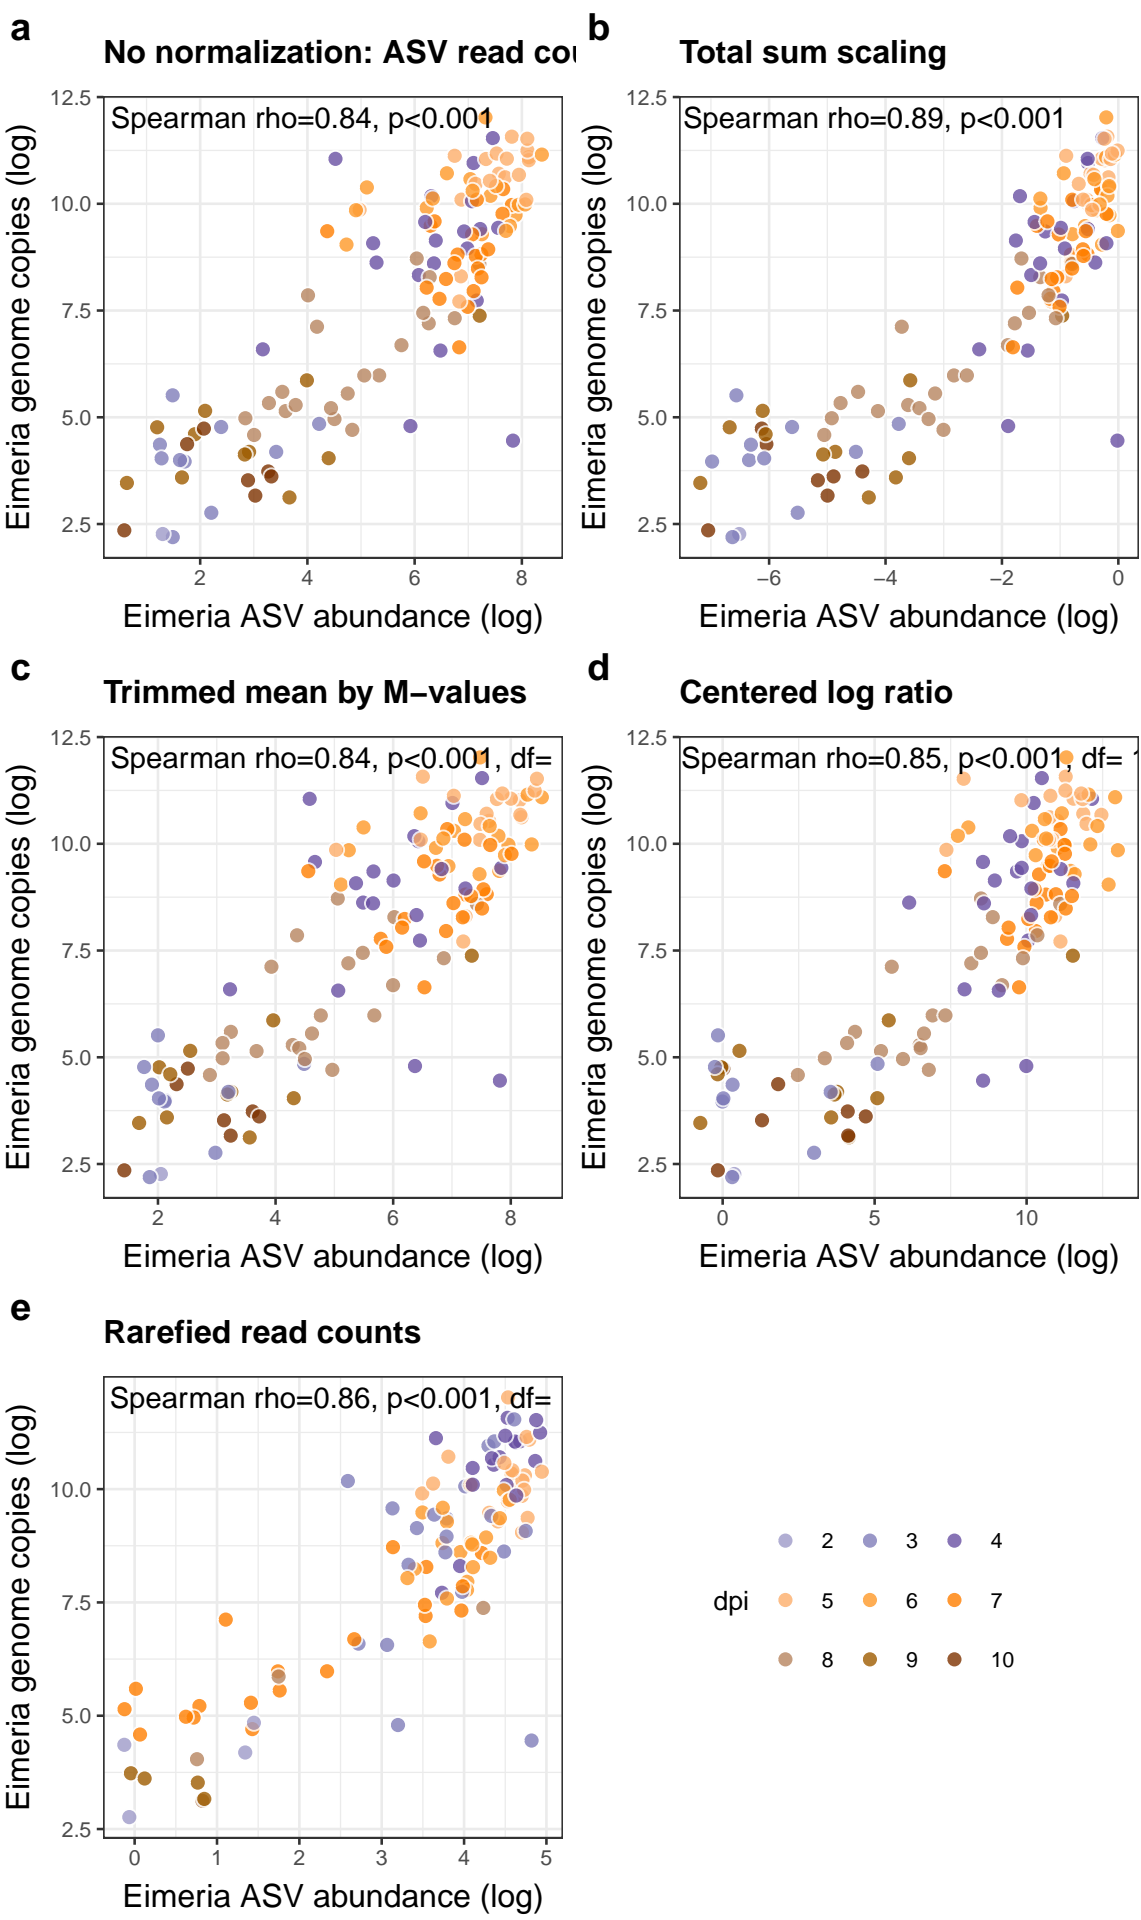 a
No normalization: ASV read cou
Spearman rho=0.84, p<0.001
Eimeria genome copies (log)
12.5
10.0
7.5
5.0
2.5
2 4 6 8
Eimeria ASV abundance (log)
b
Total sum scaling
Spearman rho=0.89, p<0.001
Eimeria genome copies (log)
12.5
10.0
7.5
5.0
2.5
−6 −4 −2 0
Eimeria ASV abundance (log)
c
Trimmed mean by M−values
Spearman rho=0.84, p<0.001, df=
Eimeria genome copies (log)
12.5
10.0
7.5
5.0
2.5
2 4 6 8
Eimeria ASV abundance (log)
d
Centered log ratio
Spearman rho=0.85, p<0.001, df= 1
Eimeria genome copies (log)
12.5
10.0
7.5
5.0
2.5
0 5 10
Eimeria ASV abundance (log)
e
Rarefied read counts
Spearman rho=0.86, p<0.001, df=
Eimeria genome copies (log)
10.0
7.5
5.0
2.5
0 1 2 3 4 5
Eimeria ASV abundance (log)
dpi
2 3 4
5 6 7
8 9 10